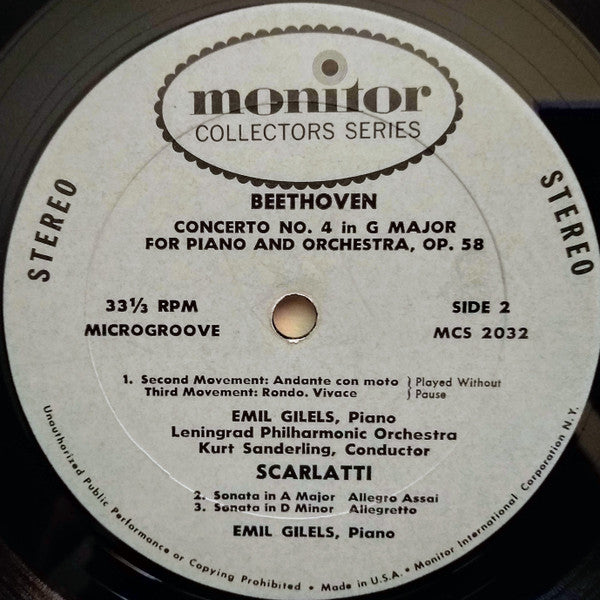 monitor
COLLECTORS SERIES
BEETHOVEN
CONCERTO NO. 4 in G MAJOR
FOR PIANO AND ORCHESTRA, OP. 58
STEREO
STEREO
33⅓ RPM
MICROGROOVE
SIDE 2
MCS 2032
1. Second Movement: Andante con moto } Played Without
Third Movement: Rondo. Vivace } Pause
EMIL GILELS, Piano
Leningrad Philharmonic Orchestra
Kurt Sanderling, Conductor
SCARLATTI
2. Sonata in A Major Allegro Assai
3. Sonata in D Minor Allegretto
EMIL GILELS, Piano
Unauthorized Public Performance or Copying Prohibited • Made in U.S.A. • Monitor International Corporation N.Y.